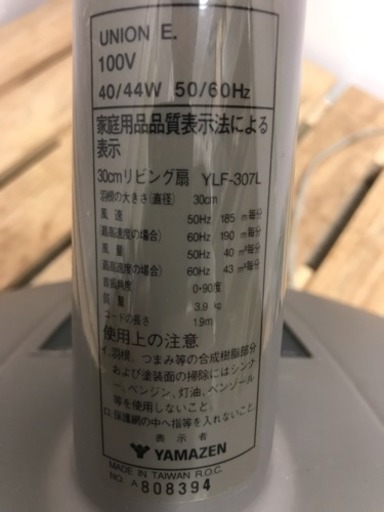 UNION E.
100V
40/44W 50/60Hz
家庭用品品質表示法による
表示
30cmリビング扇 YLF-307L
羽根の大きさ(直径) 30cm
風速 50Hz 185 m毎分
(最高速度の場合) 60Hz 190 m毎分
風量 50Hz 40 m³毎分
(最高速度の場合) 60Hz 43 m³毎分
首振角度 0・90度
質量 3.9 kg
コードの長さ 1.9m
使用上の注意
イ.羽根、つまみ等の合成樹脂部分
および塗装面の掃除にはシンナ
ー、ベンジン、灯油、ベンゾール
等を使用しないこと。
ロ.保護網の中へ指等を入れないこと。
表示者
YAMAZEN
MADE IN TAIWAN R.O.C.
NO. A 808394